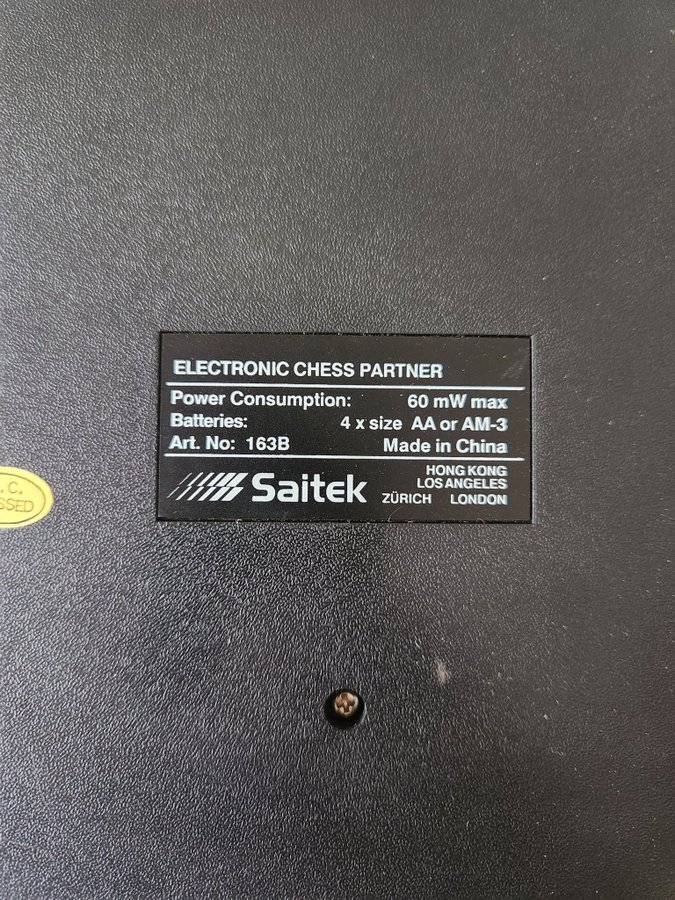 ELECTRONIC CHESS PARTNER
Power Consumption: 60 mW max
Batteries: 4 x size AA or AM-3
Art. No: 163B Made in China
Saitek
HONG KONG
LOS ANGELES
ZÜRICH LONDON
.C.
SSED